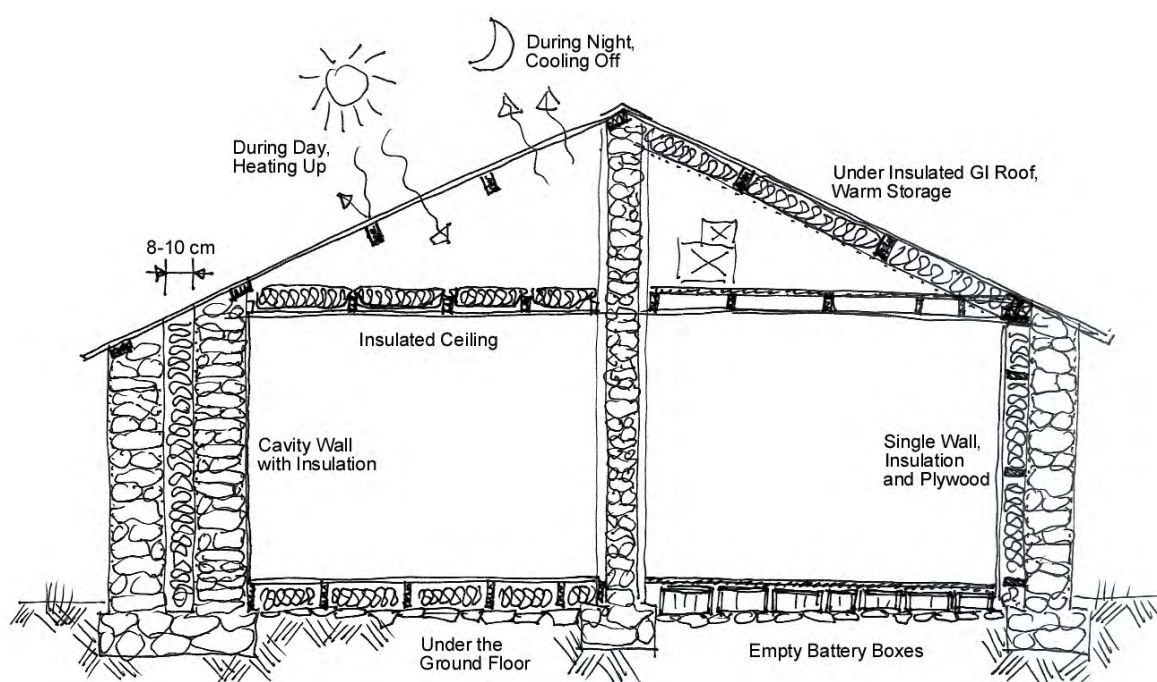 During Night,
Cooling Off
During Day,
Heating Up
Under Insulated GI Roof,
Warm Storage
8-10 cm
Insulated Ceiling
Cavity Wall
with Insulation
Single Wall,
Insulation
and Plywood
Under the
Ground Floor
Empty Battery Boxes